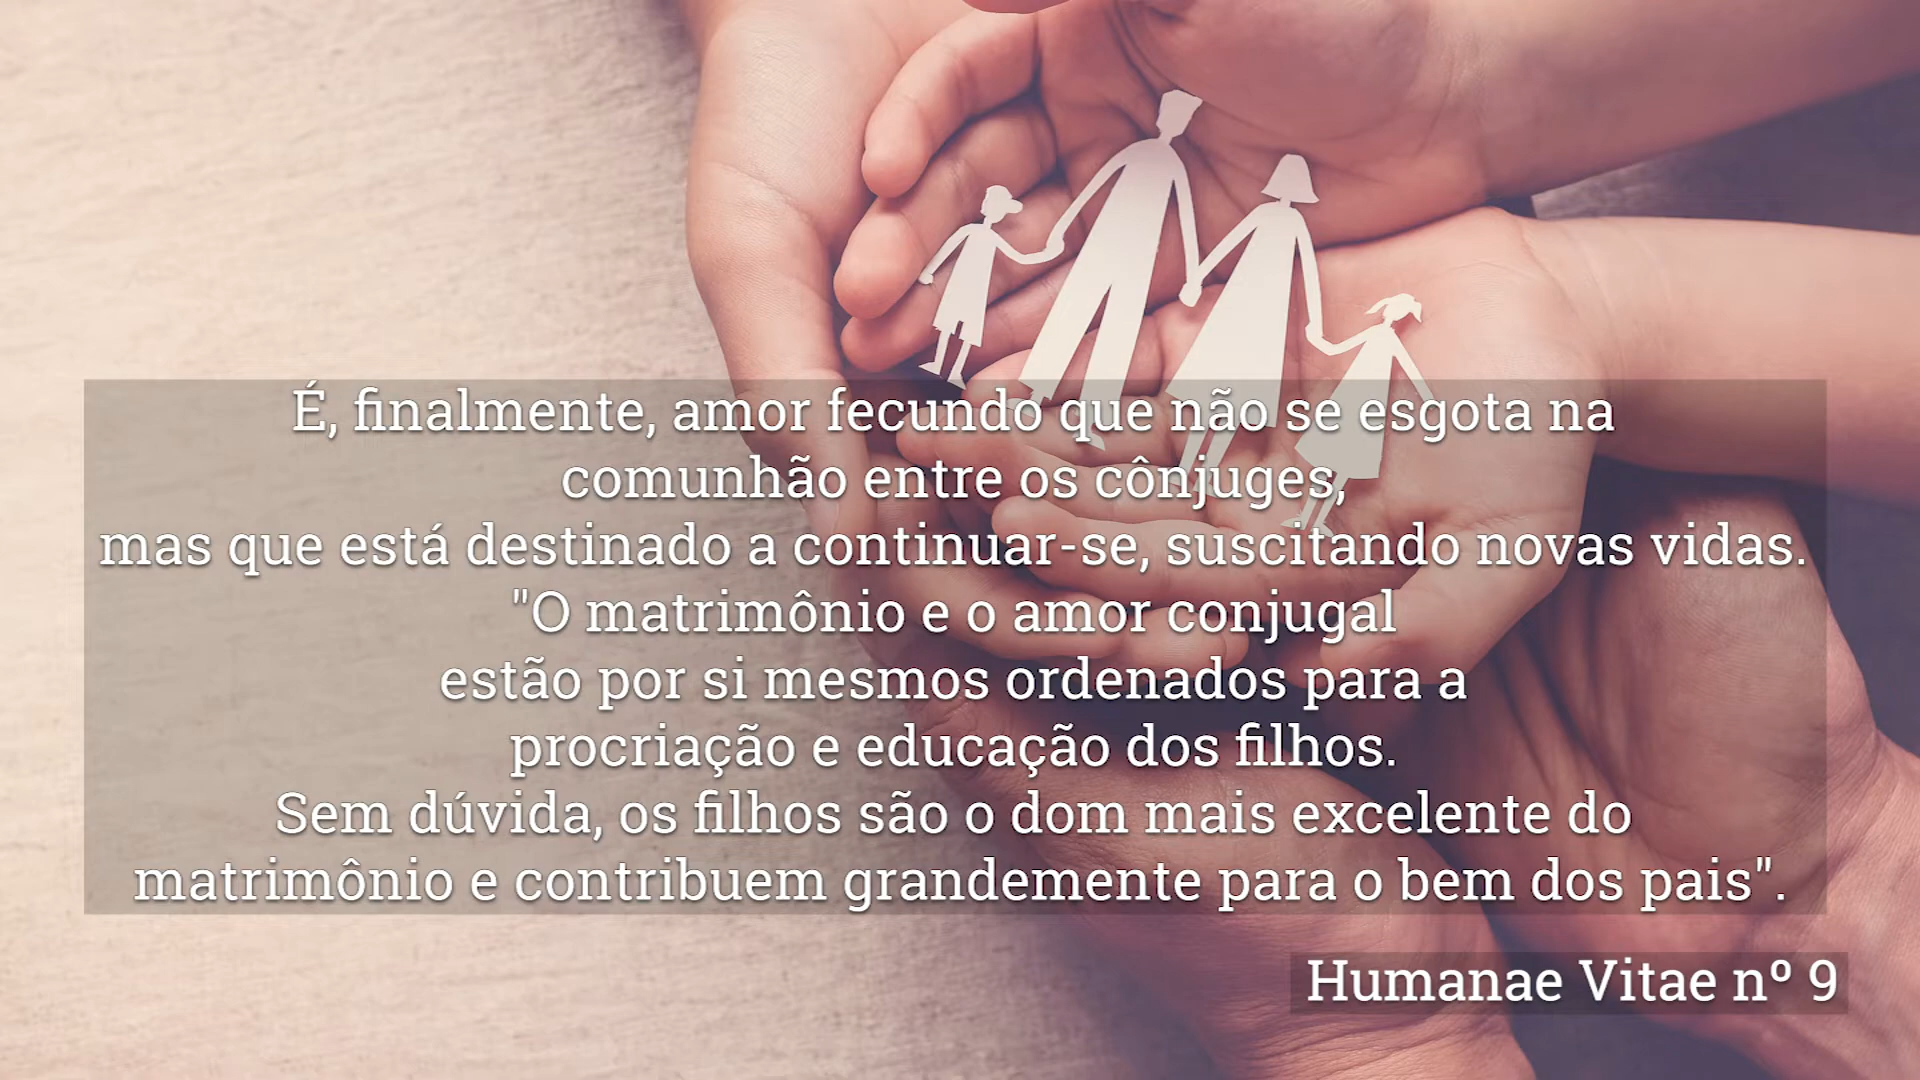 É, finalmente, amor fecundo que não se esgota na
comunhão entre os cônjuges,
mas que está destinado a continuar-se, suscitando novas vidas.
"O matrimônio e o amor conjugal
estão por si mesmos ordenados para a
procriação e educação dos filhos.
Sem dúvida, os filhos são o dom mais excelente do
matrimônio e contribuem grandemente para o bem dos pais".
Humanae Vitae nº 9